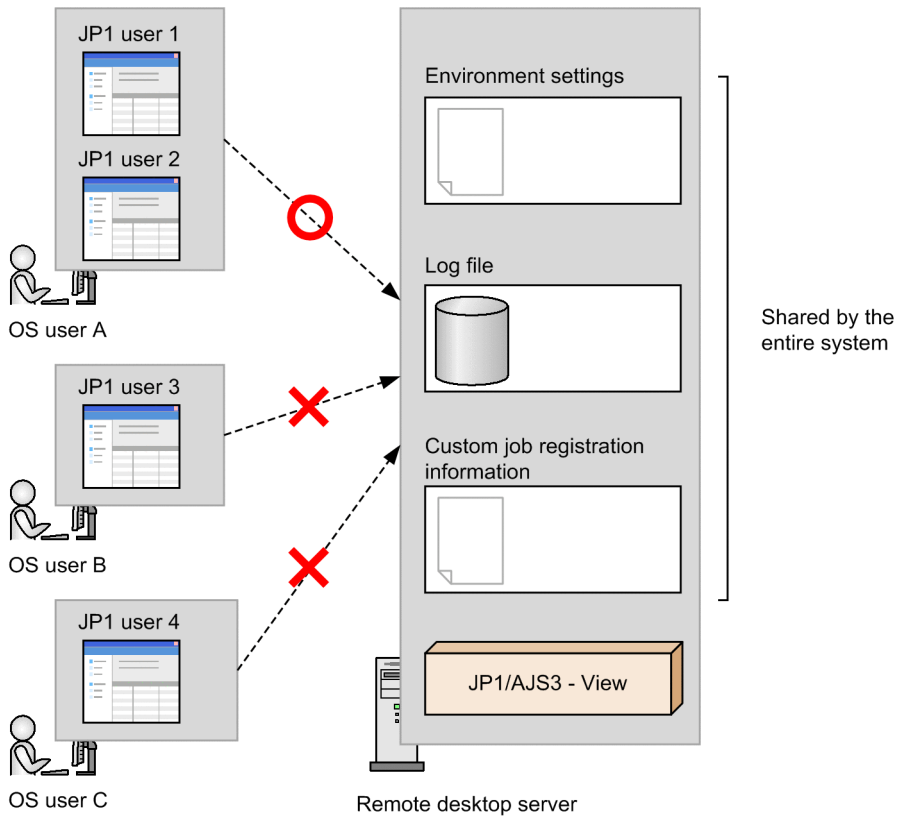 JP1 user 1
JP1 user 2
OS user A
JP1 user 3
OS user B
JP1 user 4
OS user C
Environment settings
Log file
Custom job registration
information
JP1/AJS3 - View
Remote desktop server
Shared by the
entire system